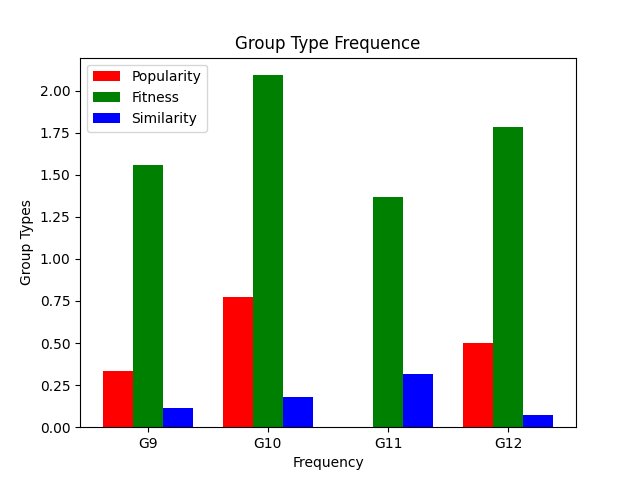 Group Type Frequence
Popularity
Fitness
Similarity
2.00
1.75
1.50
1.25
1.00
0.75
0.50
0.25
0.00
Group Types
G9 G10 G11 G12
Frequency